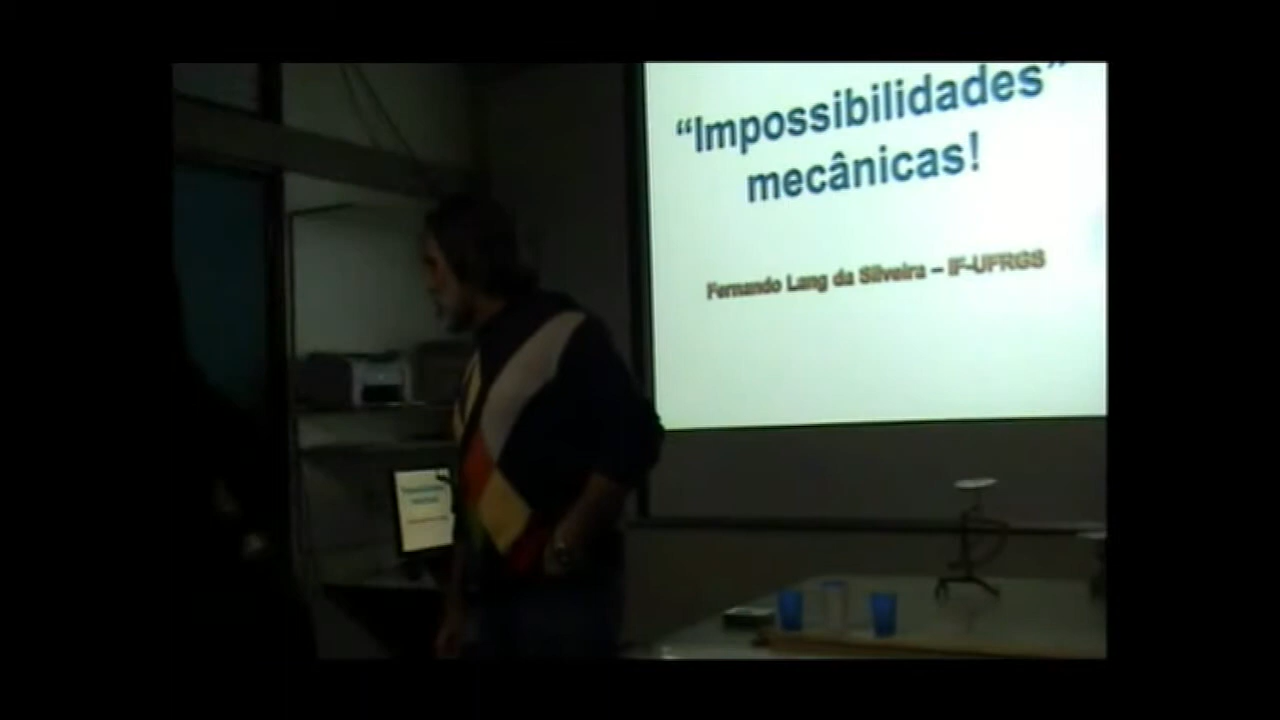 “Impossibilidades”
mecânicas!
Fernando Lang da Silveira – IF-UFRGS